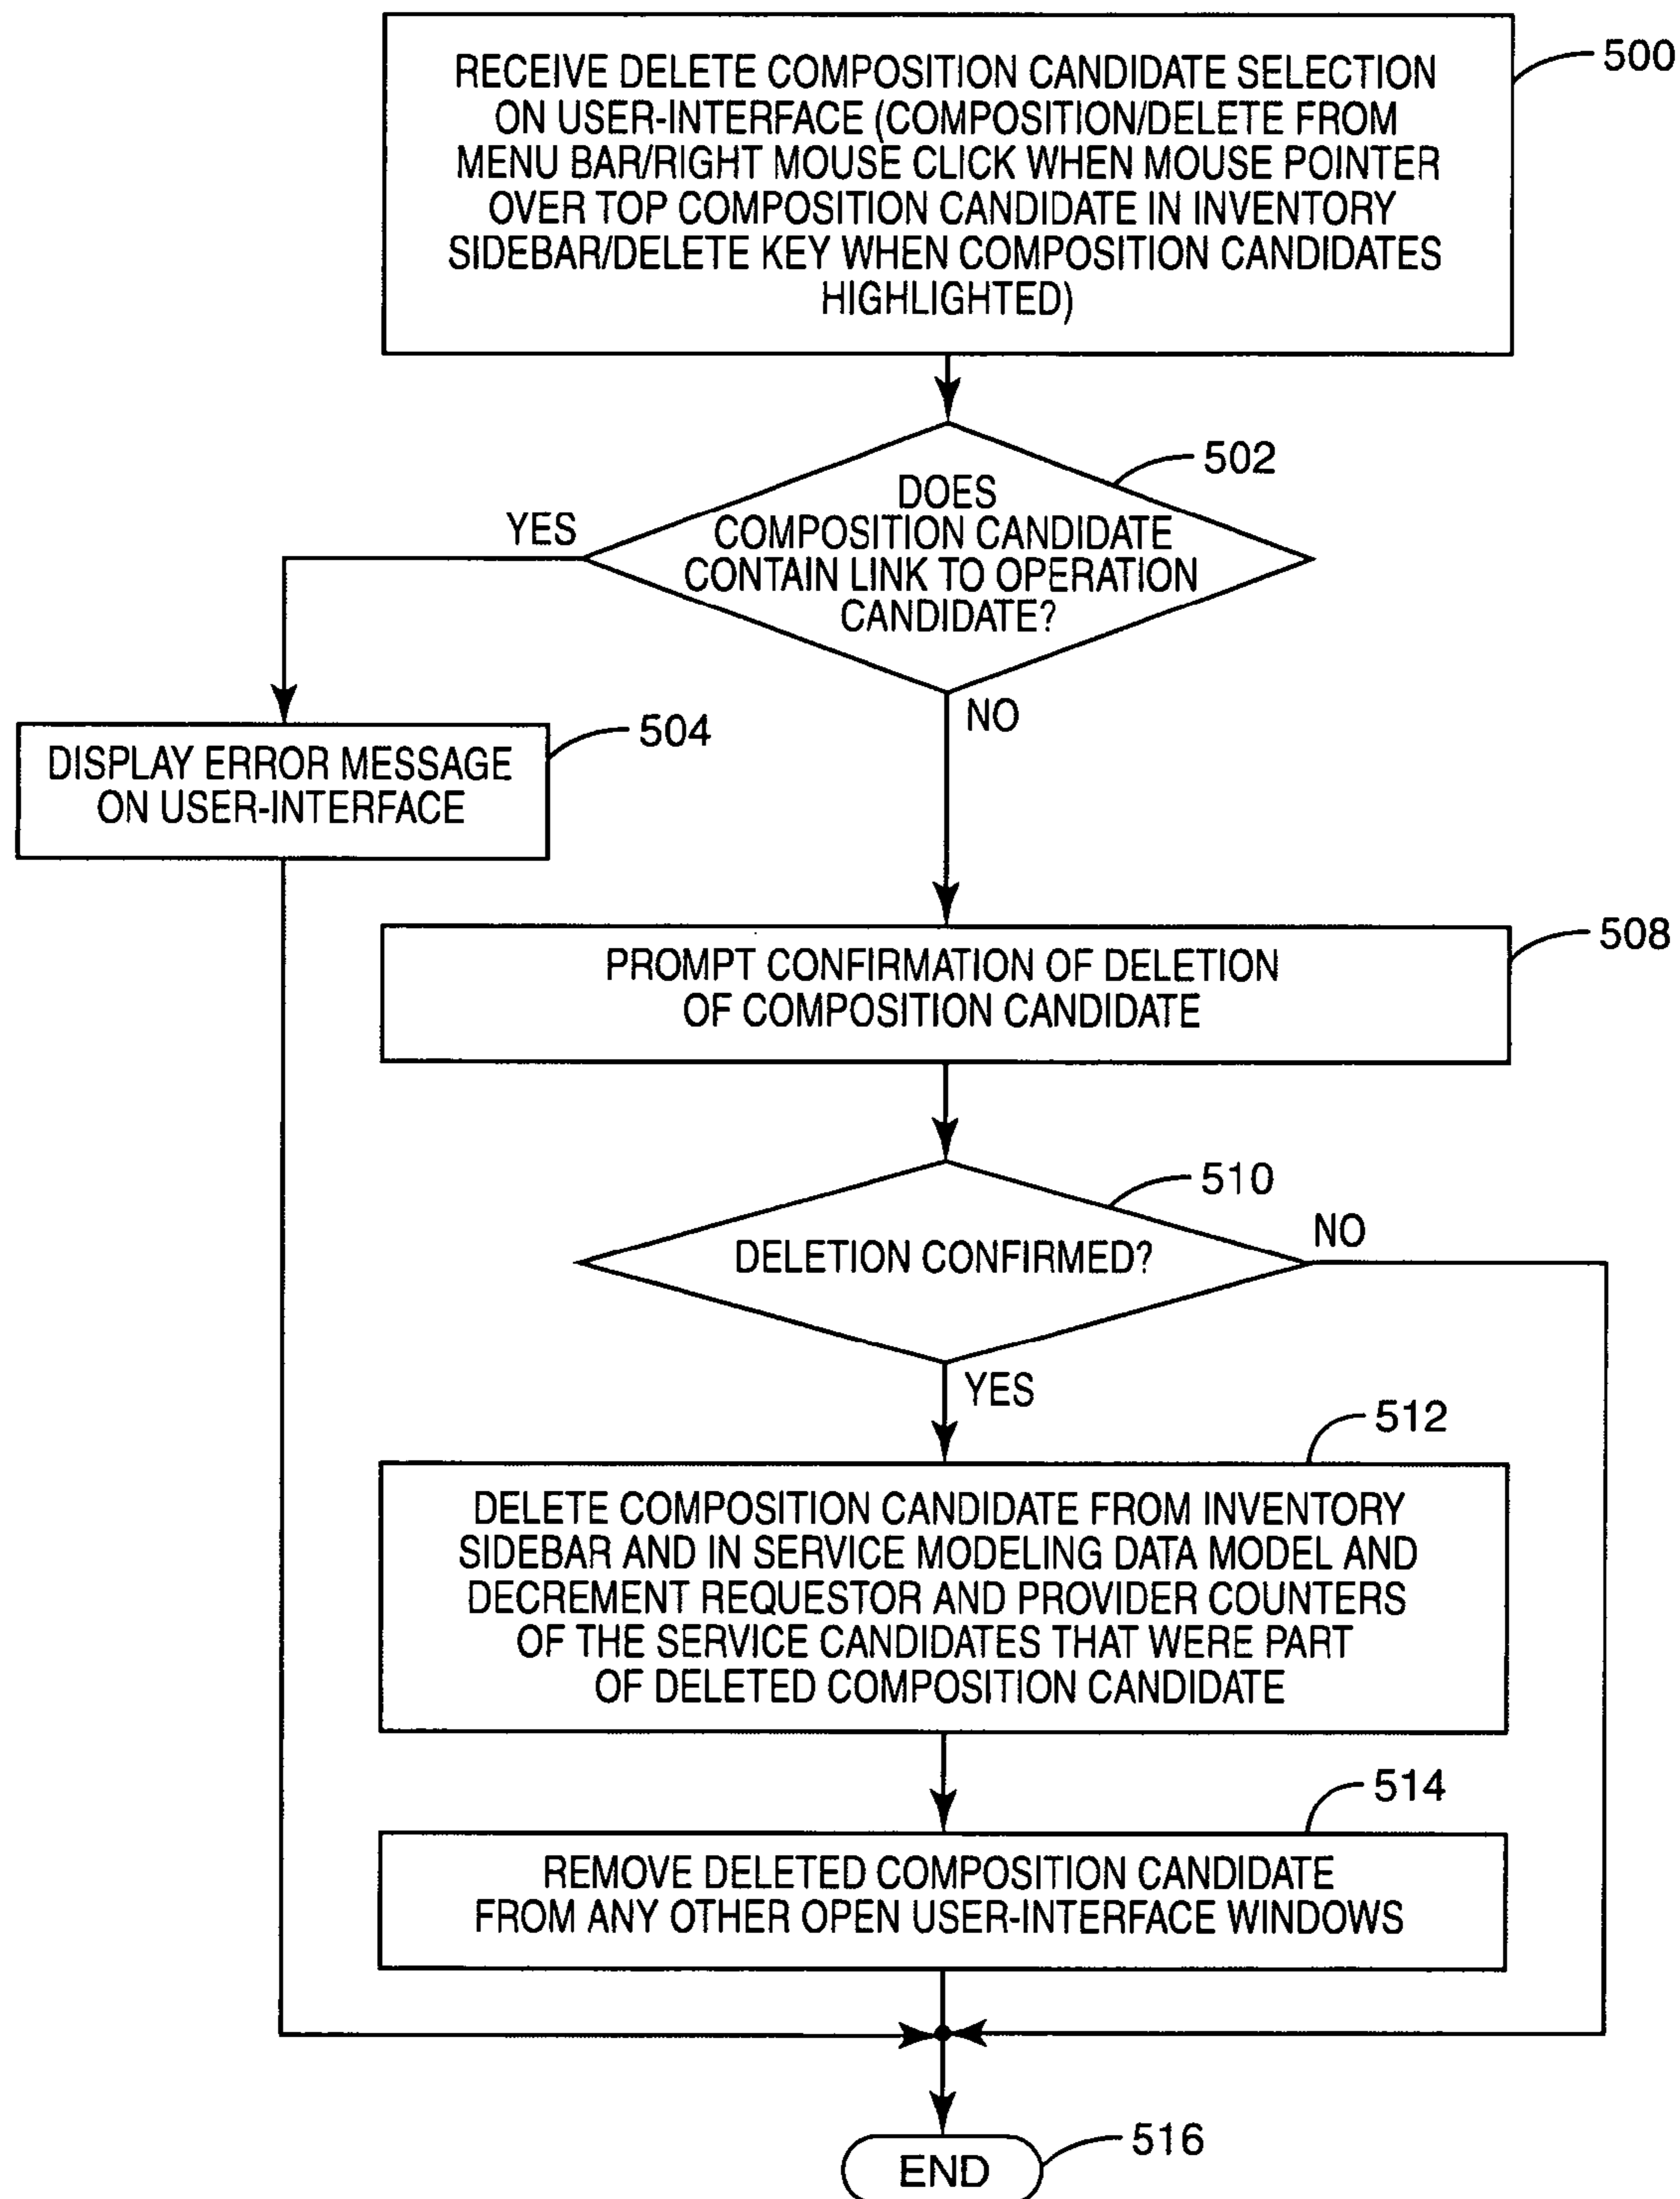 RECEIVE DELETE COMPOSITION CANDIDATE SELECTION
ON USER-INTERFACE (COMPOSITION/DELETE FROM
MENU BAR/RIGHT MOUSE CLICK WHEN MOUSE POINTER
OVER TOP COMPOSITION CANDIDATE IN INVENTORY
SIDEBAR/DELETE KEY WHEN COMPOSITION CANDIDATES
HIGHLIGHTED)
500
502
DOES
COMPOSITION CANDIDATE
CONTAIN LINK TO OPERATION
CANDIDATE?
YES
NO
504
DISPLAY ERROR MESSAGE
ON USER-INTERFACE
508
PROMPT CONFIRMATION OF DELETION
OF COMPOSITION CANDIDATE
510
DELETION CONFIRMED?
NO
YES
512
DELETE COMPOSITION CANDIDATE FROM INVENTORY
SIDEBAR AND IN SERVICE MODELING DATA MODEL AND
DECREMENT REQUESTOR AND PROVIDER COUNTERS
OF THE SERVICE CANDIDATES THAT WERE PART
OF DELETED COMPOSITION CANDIDATE
514
REMOVE DELETED COMPOSITION CANDIDATE
FROM ANY OTHER OPEN USER-INTERFACE WINDOWS
END
516